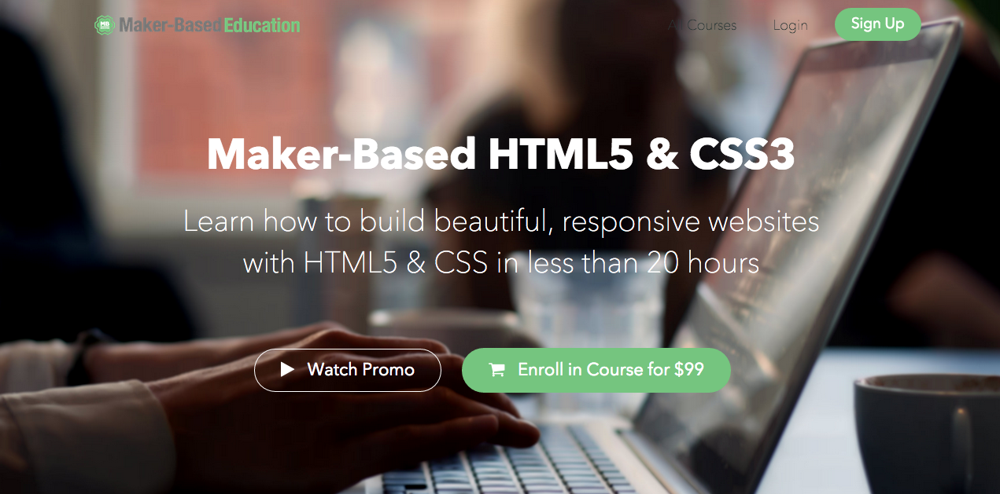 MB
Maker-Based Education
All Courses
Login
Sign Up
Maker-Based HTML5 & CSS3
Learn how to build beautiful, responsive websites
with HTML5 & CSS in less than 20 hours
Watch Promo
Enroll in Course for $99